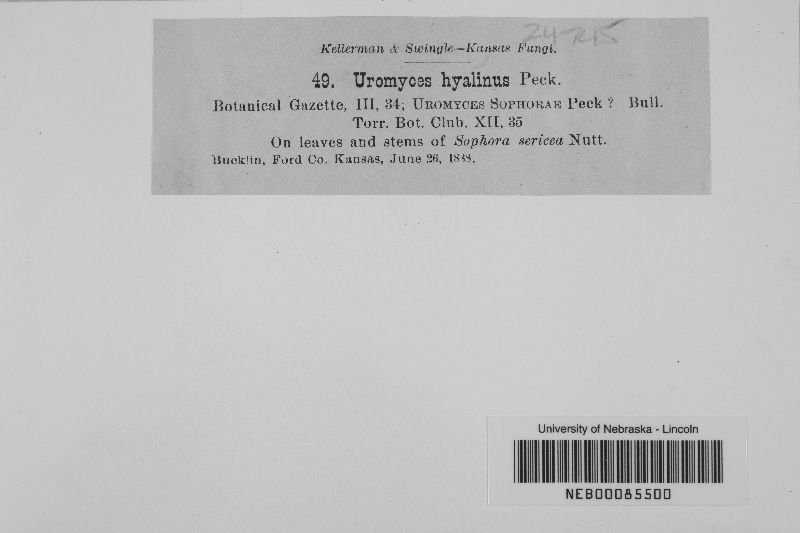 Kellerman & Swingle—Kansas Fungi.
49. Uromyces hyalinus Peck.
Botanical Gazette, III, 34; UROMYCES SOPHORAE Peck? Bull.
Torr. Bot. Club, XII, 35
On leaves and stems of Sophora sericea Nutt.
Bucklin, Ford Co. Kansas, June 26, 1888.
University of Nebraska - Lincoln
NEB00085500